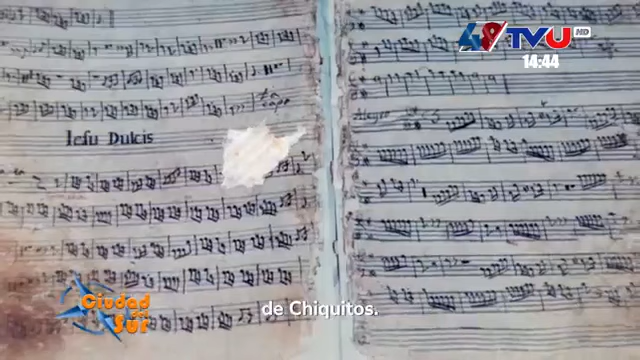 49 TVU HD
14:44
Iesu Dulcis
de Chiquitos.
Ciudad
del
Sur